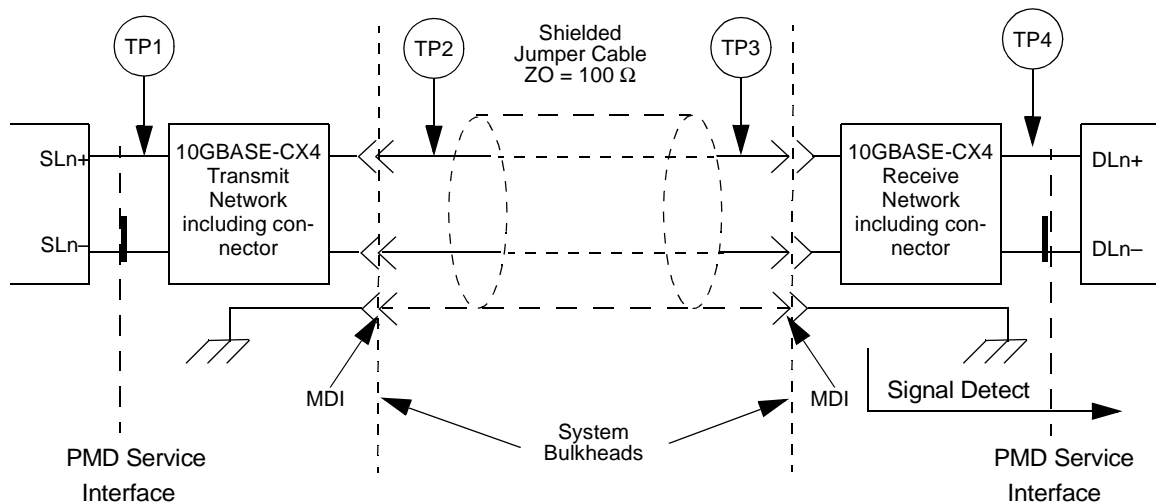 TP1
TP2
Shielded
Jumper Cable
ZO = 100 Ω
TP3
TP4
SLn+
SLn–
10GBASE-CX4
Transmit
Network
including con-
nector
10GBASE-CX4
Receive
Network
including con-
nector
DLn+
DLn–
MDI
MDI
Signal Detect
System
Bulkheads
PMD Service
Interface
PMD Service
Interface